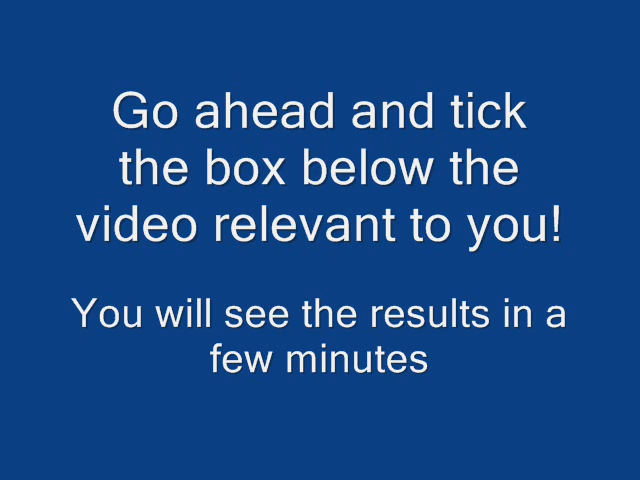 Go ahead and tick
the box below the
video relevant to you!
You will see the results in a
few minutes